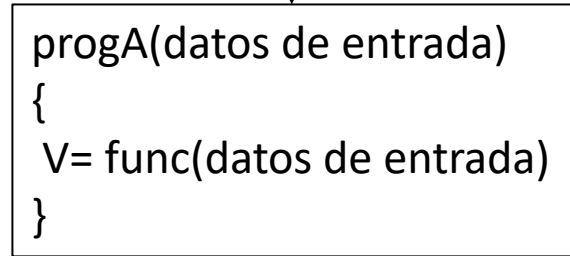 progA(datos de entrada)
{
V= func(datos de entrada)
}